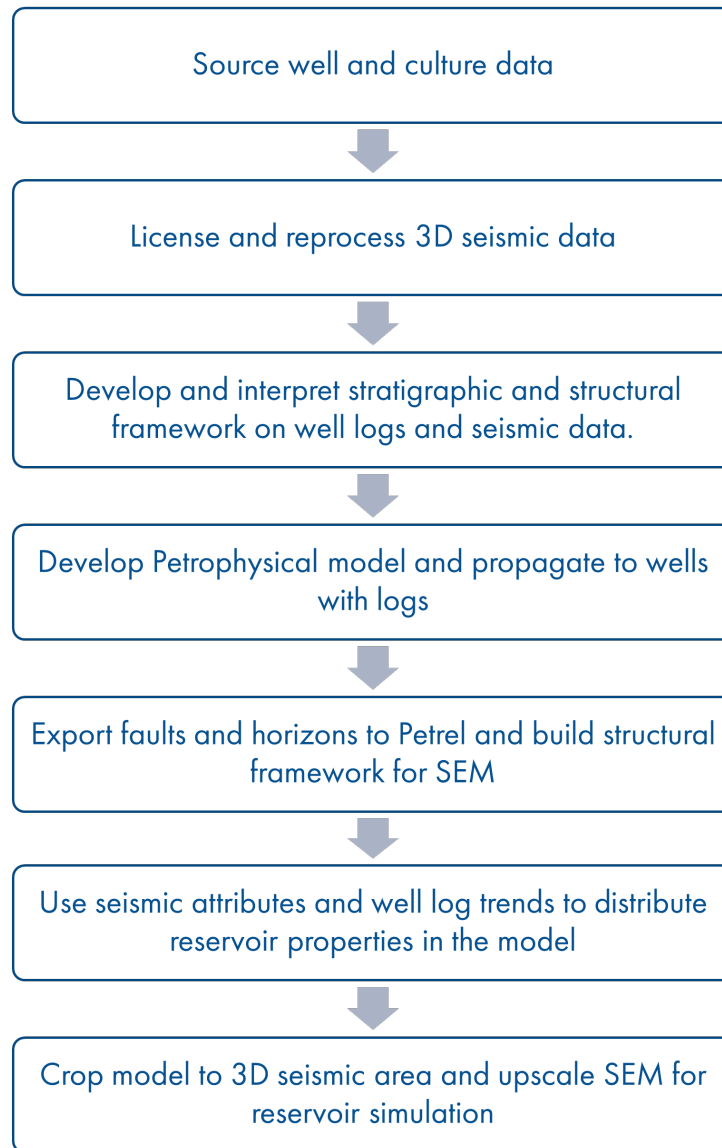 Source well and culture data
License and reprocess 3D seismic data
Develop and interpret stratigraphic and structural
framework on well logs and seismic data.
Develop Petrophysical model and propagate to wells
with logs
Export faults and horizons to Petrel and build structural
framework for SEM
Use seismic attributes and well log trends to distribute
reservoir properties in the model
Crop model to 3D seismic area and upscale SEM for
reservoir simulation